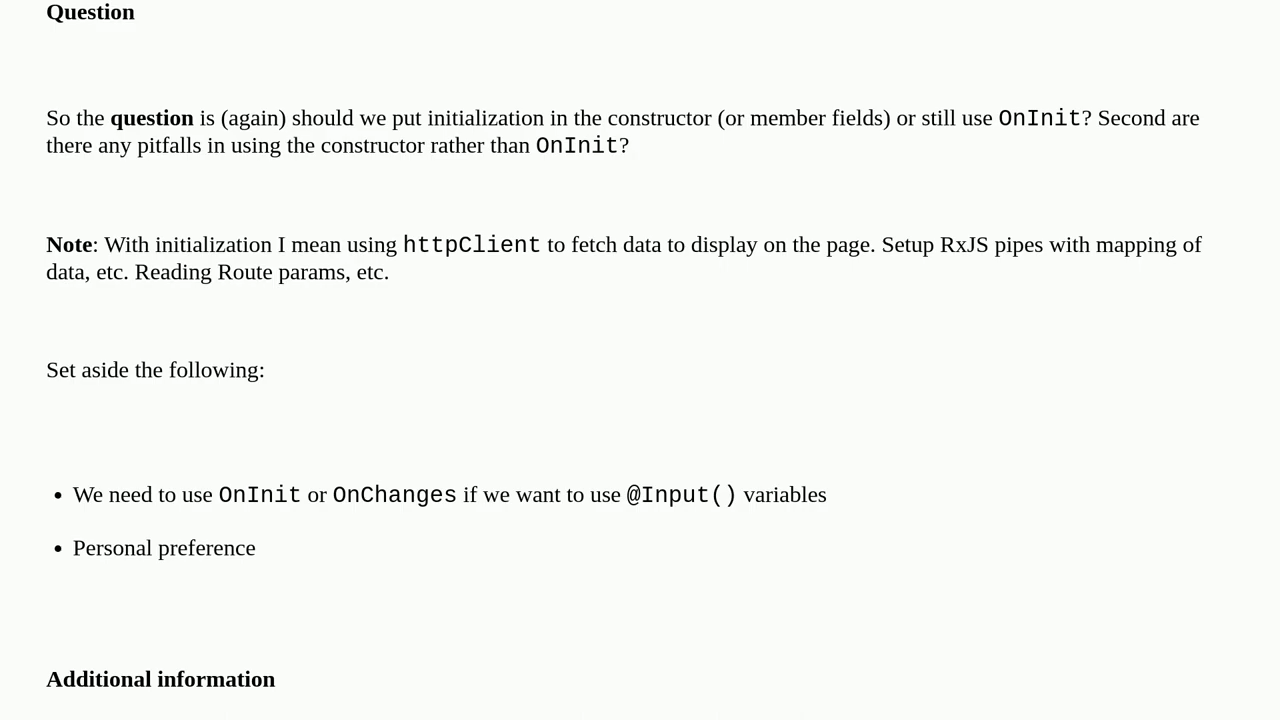 Question
So the question is (again) should we put initialization in the constructor (or member fields) or still use OnInit? Second are
there any pitfalls in using the constructor rather than OnInit?
Note: With initialization I mean using httpClient to fetch data to display on the page. Setup RxJS pipes with mapping of
data, etc. Reading Route params, etc.
Set aside the following:
• We need to use OnInit or OnChanges if we want to use @Input() variables
• Personal preference
Additional information